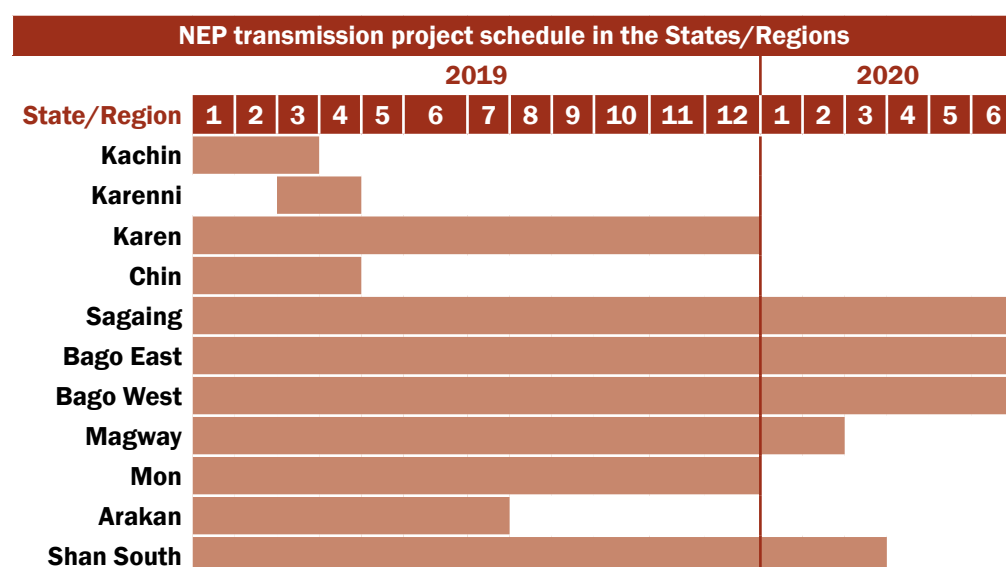 NEP transmission project schedule in the States/Regions
2019 2020
State/Region 1 2 3 4 5 6 7 8 9 10 11 12 1 2 3 4 5 6
Kachin
Karenni
Karen
Chin
Sagaing
Bago East
Bago West
Magway
Mon
Arakan
Shan South